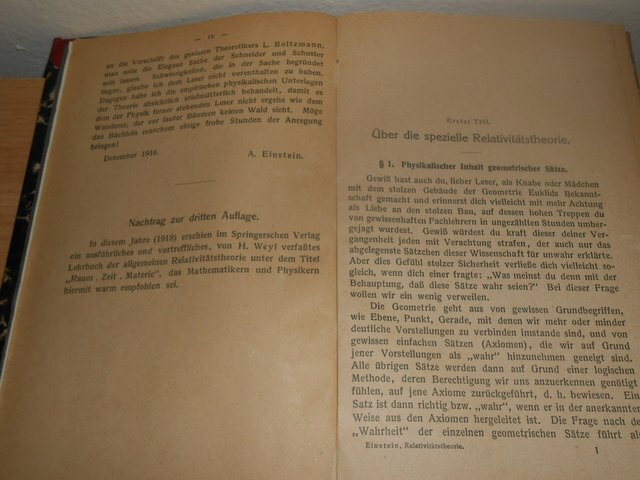 — IV —
an die Vorschrift des genialen Theoretikers L. Boltzmann,
man solle die Eleganz Sache der Schneider und Schuster
sein lassen. Schwierigkeiten, die in der Sache begründet
liegen, glaube ich dem Leser nicht vorenthalten zu haben.
Dagegen habe ich die empirischen physikalischen Unterlagen
der Theorie absichtlich stiefmütterlich behandelt, damit es
dem der Physik ferner stehenden Leser nicht ergehe wie dem
Wanderer, der vor lauter Bäumen keinen Wald sieht. Möge
das Büchlein manchem einige frohe Stunden der Anregung
bringen!
Dezember 1916. A. Einstein.
Nachtrag zur dritten Auflage.
In diesem Jahre (1918) erschien im Springerschen Verlag
ein ausführliches und vortreffliches, von H. Weyl verfaßtes
Lehrbuch der allgemeinen Relativitätstheorie unter dem Titel
„Raum . Zeit . Materie“, das Mathematikern und Physikern
hiermit warm empfohlen sei.
Erster Teil.
Über die spezielle Relativitätstheorie.
§ 1. Physikalischer Inhalt geometrischer Sätze.
Gewiß hast auch du, lieber Leser, als Knabe oder Mädchen
mit dem stolzen Gebäude der Geometrie Euklids Bekannt-
schaft gemacht und erinnerst dich vielleicht mit mehr Achtung
als Liebe an den stolzen Bau, auf dessen hohen Treppen du
von gewissenhaften Fachlehrern in ungezählten Stunden umher-
gejagt wurdest. Gewiß würdest du kraft dieser deiner Ver-
gangenheit jeden mit Verachtung strafen, der auch nur das
abgelegenste Sätzchen dieser Wissenschaft für unwahr erklärte.
Aber dies Gefühl stolzer Sicherheit verließe dich vielleicht so-
gleich, wenn dich einer fragte: „Was meinst du denn mit der
Behauptung, daß diese Sätze wahr seien?“ Bei dieser Frage
wollen wir ein wenig verweilen.
Die Geometrie geht aus von gewissen Grundbegriffen,
wie Ebene, Punkt, Gerade, mit denen wir mehr oder minder
deutliche Vorstellungen zu verbinden imstande sind, und von
gewissen einfachen Sätzen (Axiomen), die wir auf Grund
jener Vorstellungen als „wahr“ hinzunehmen geneigt sind.
Alle übrigen Sätze werden dann auf Grund einer logischen
Methode, deren Berechtigung wir uns anzuerkennen genötigt
fühlen, auf jene Axiome zurückgeführt, d. h. bewiesen. Ein
Satz ist dann richtig bzw. „wahr“, wenn er in der anerkannten
Weise aus den Axiomen hergeleitet ist. Die Frage nach der
„Wahrheit“ der einzelnen geometrischen Sätze führt als
Einstein, Relativitätstheorie. 1